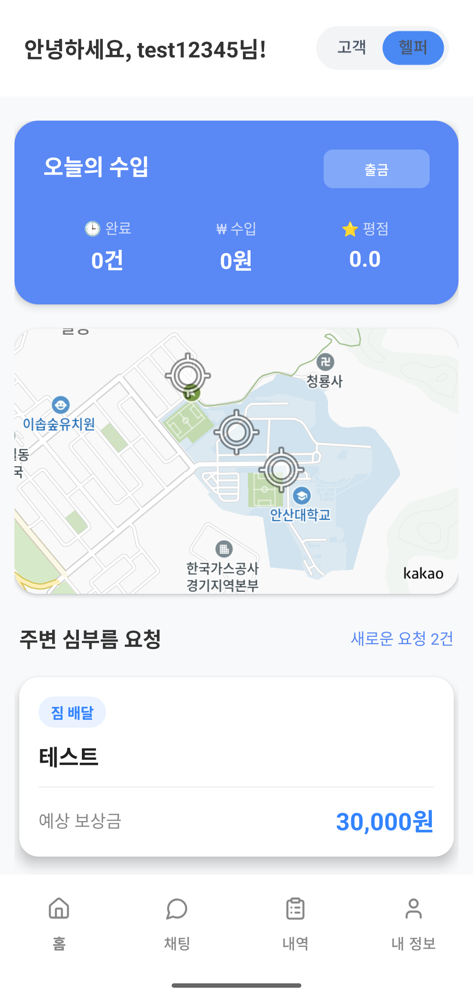 안녕하세요, test12345님!
고객
헬퍼
오늘의 수입
출금
🕒 완료
₩ 수입
⭐ 평점
0건
0원
0.0
청룡사
이솝숲유치원
동
국
안산대학교
한국가스공사
경기지역본부
kakao
주변 심부름 요청
새로운 요청 2건
짐 배달
테스트
예상 보상금
30,000원
홈
채팅
내역
내 정보